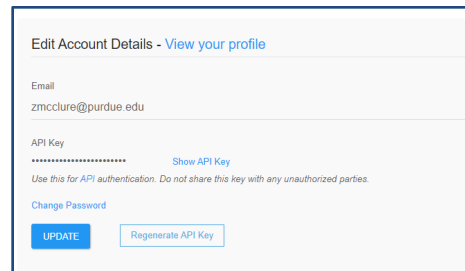 Edit Account Details - View your profile
Email
zmcclure@purdue.edu
API Key
•••••••••••••••••••••••• Show API Key
Use this for API authentication. Do not share this key with any unauthorized parties.
Change Password
UPDATE Regenerate API Key